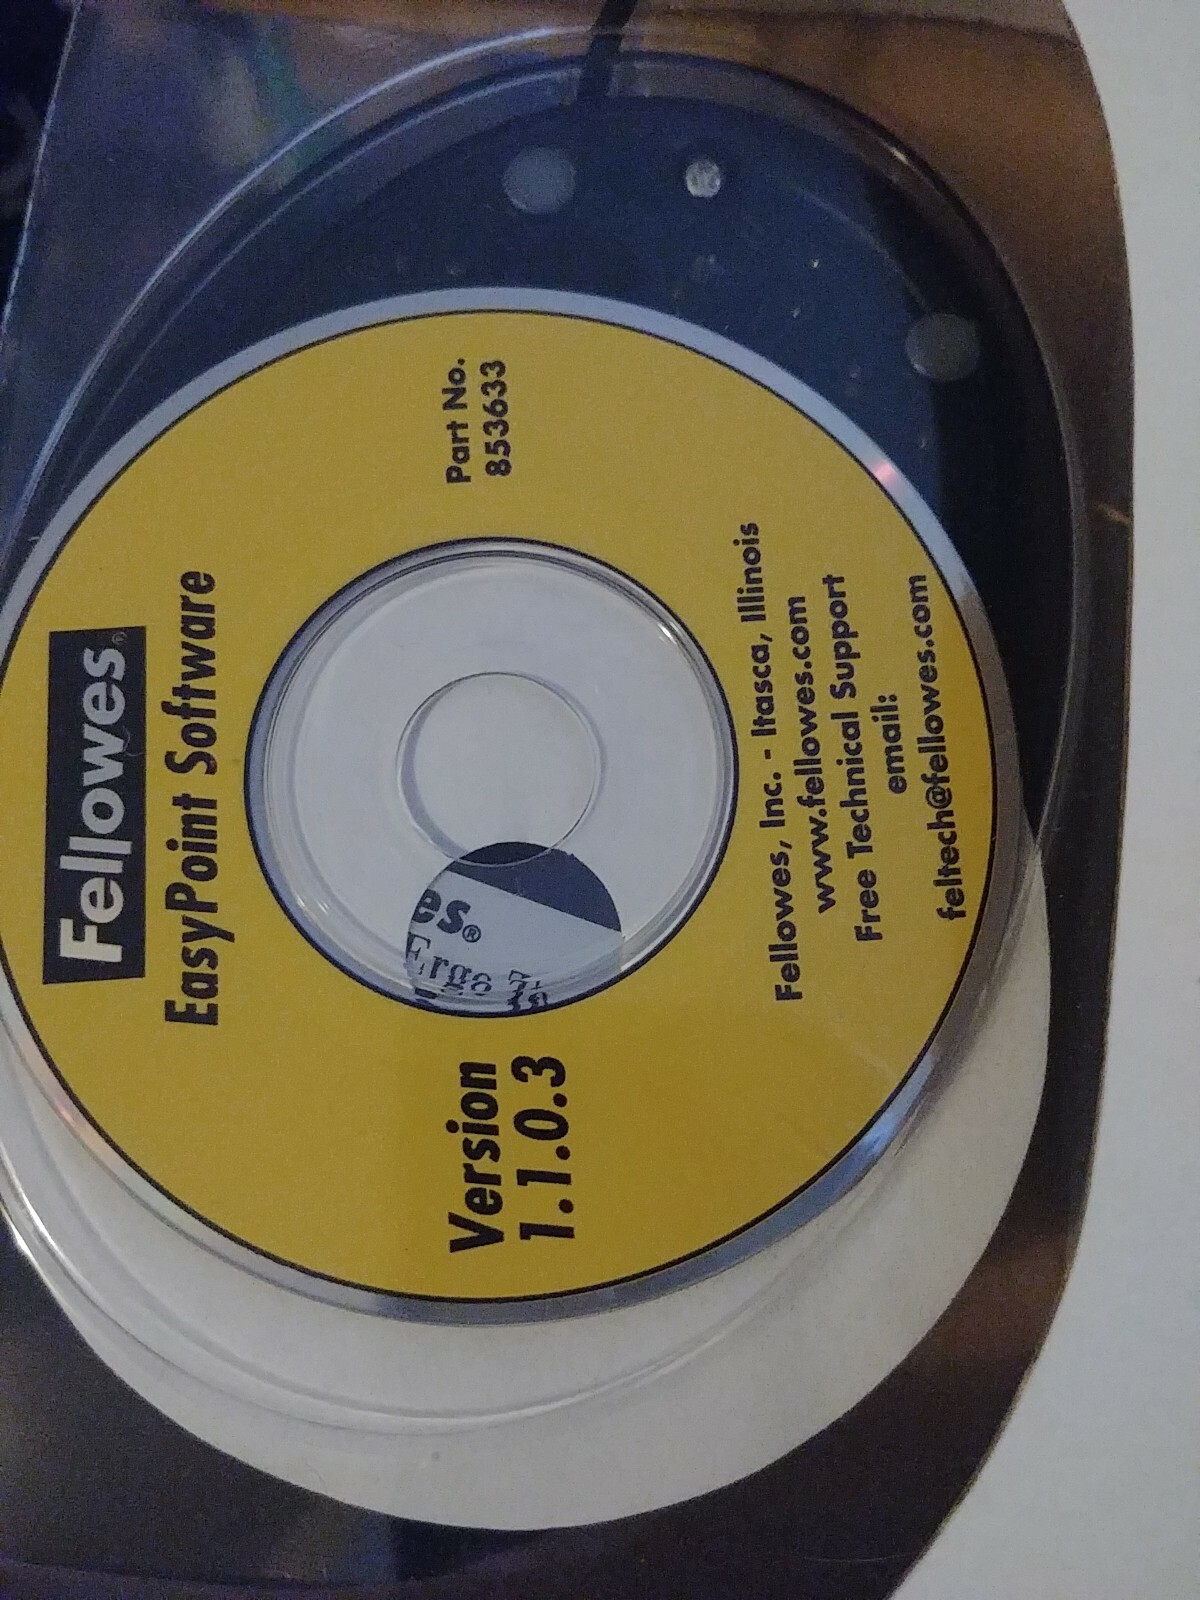 Fellowes®
EasyPoint Software
Part No.
853633
Version
1.1.0.3
es®
Ergo
Fellowes, Inc. - Itasca, Illinois
www.fellowes.com
Free Technical Support
email:
feltech@fellowes.com